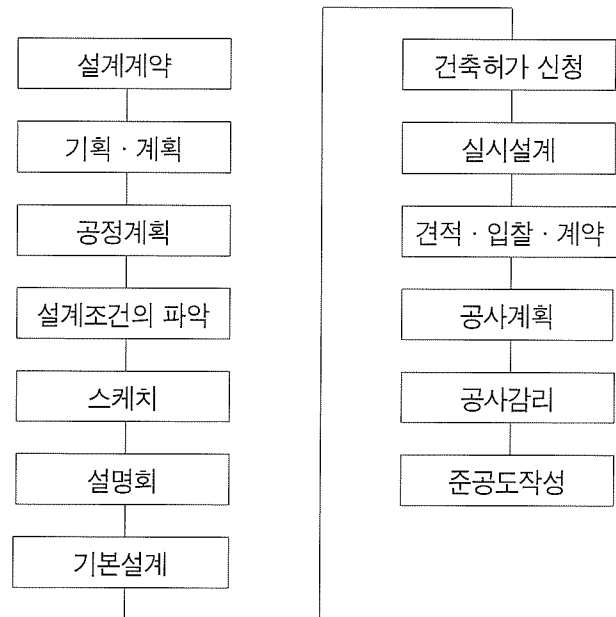 설계계약
기획 · 계획
공정계획
설계조건의 파악
스케치
설명회
기본설계
건축허가 신청
실시설계
견적 · 입찰 · 계약
공사계획
공사감리
준공도작성